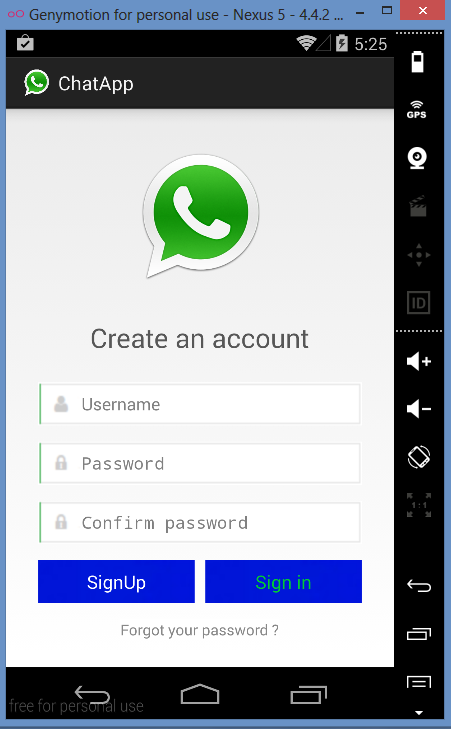 Genymotion for personal use - Nexus 5 - 4.4.2 ...
5:25
ChatApp
GPS
ID
Create an account
Username
Password
1:1
Confirm password
SignUp
Sign in
Forgot your password ?
free for personal use